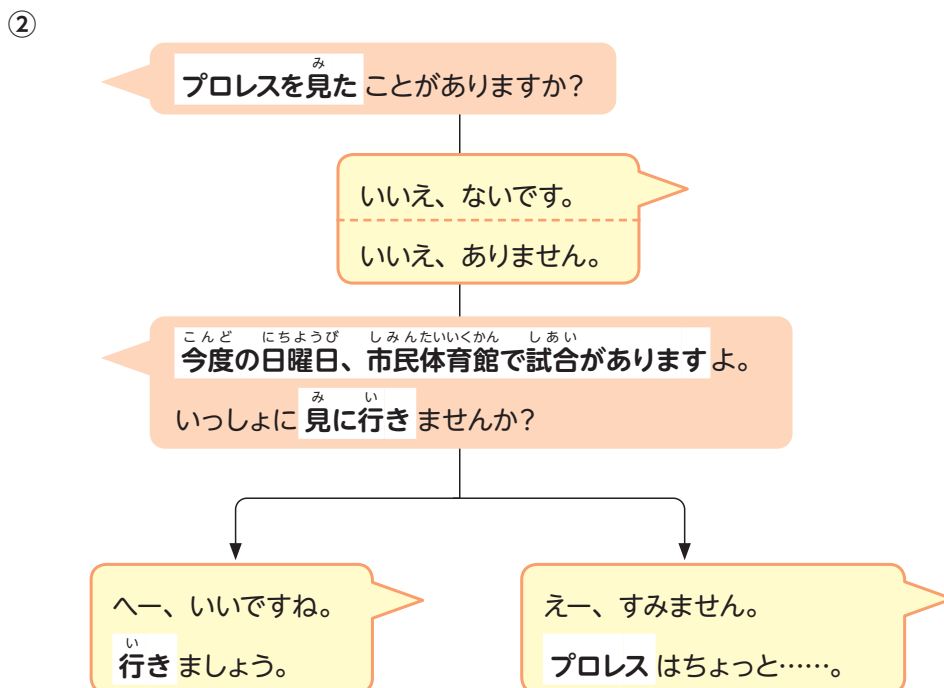 ②
プロレスを見たことがありますか？
いいえ、ないです。
いいえ、ありません。
今度の日曜日、市民体育館で試合がありますよ。
いっしょに見に行きませんか？
へー、いいですね。
行きましょう。
えー、すみません。
プロレスはちょっと……。